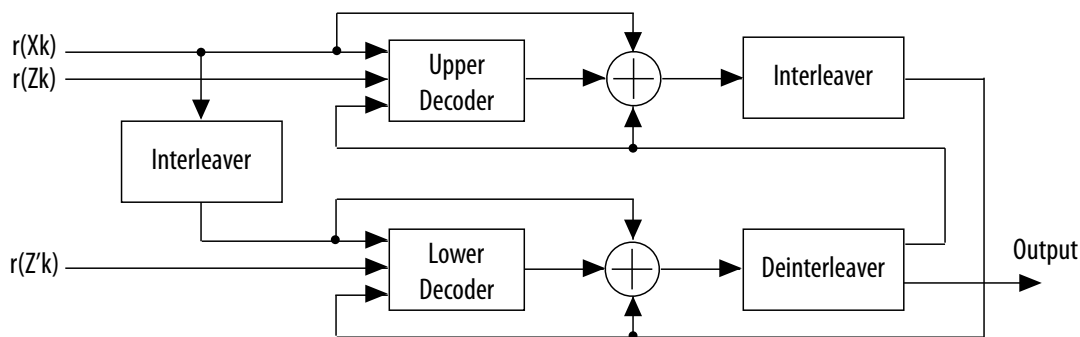 r(Xk)
r(Zk)
Upper
Decoder
Interleaver
Interleaver
r(Z'k)
Lower
Decoder
Deinterleaver
Output